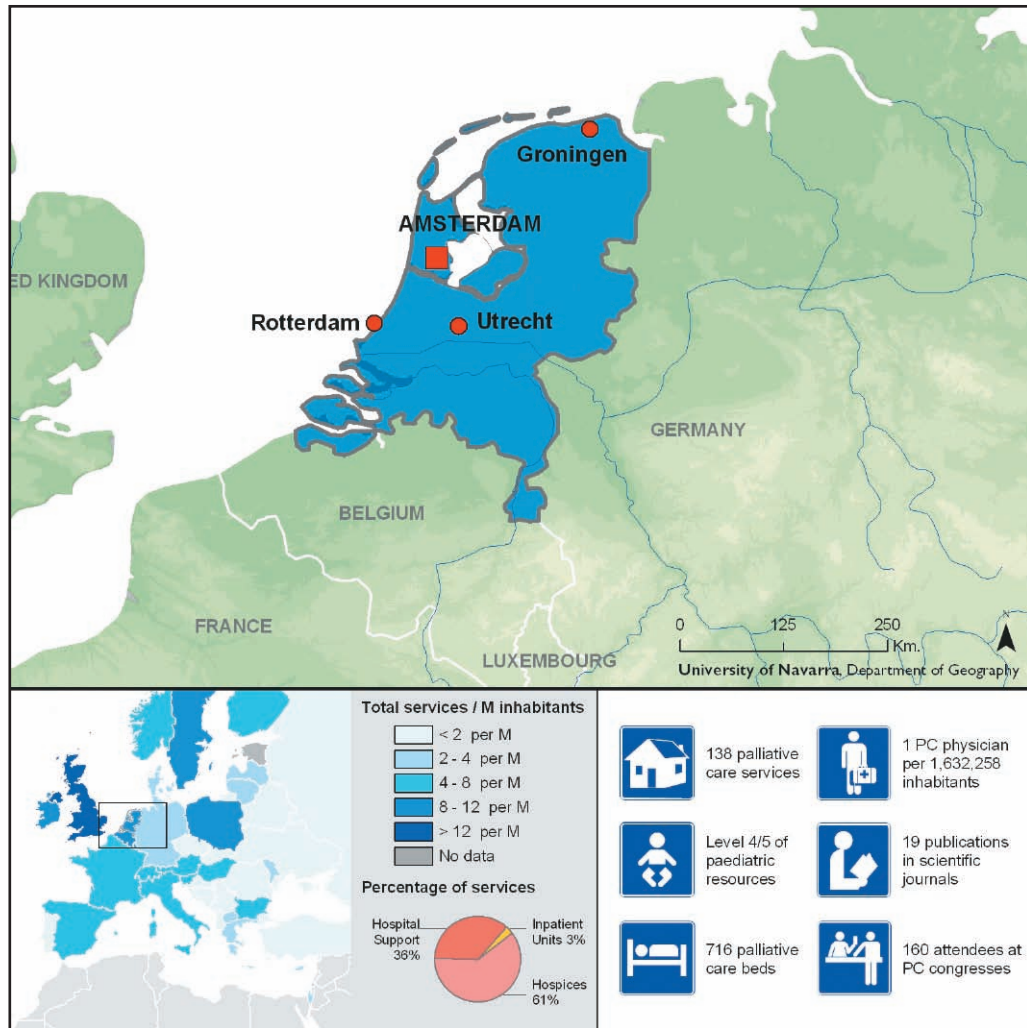 Groningen
AMSTERDAM
ED KINGDOM
Rotterdam
Utrecht
GERMANY
BELGIUM
FRANCE
LUXEMBOURG
0 125 250
Km.
N
University of Navarra, Department of Geography
Total services / M inhabitants
< 2 per M
2 - 4 per M
4 - 8 per M
8 - 12 per M
> 12 per M
No data
Percentage of services
Hospital
Support
36%
Inpatient
Units 3%
Hospices
61%
138 palliative
care services
1 PC physician
per 1,632,258
inhabitants
Level 4/5 of
paediatric
resources
19 publications
in scientific
journals
716 palliative
care beds
160 attendees at
PC congresses